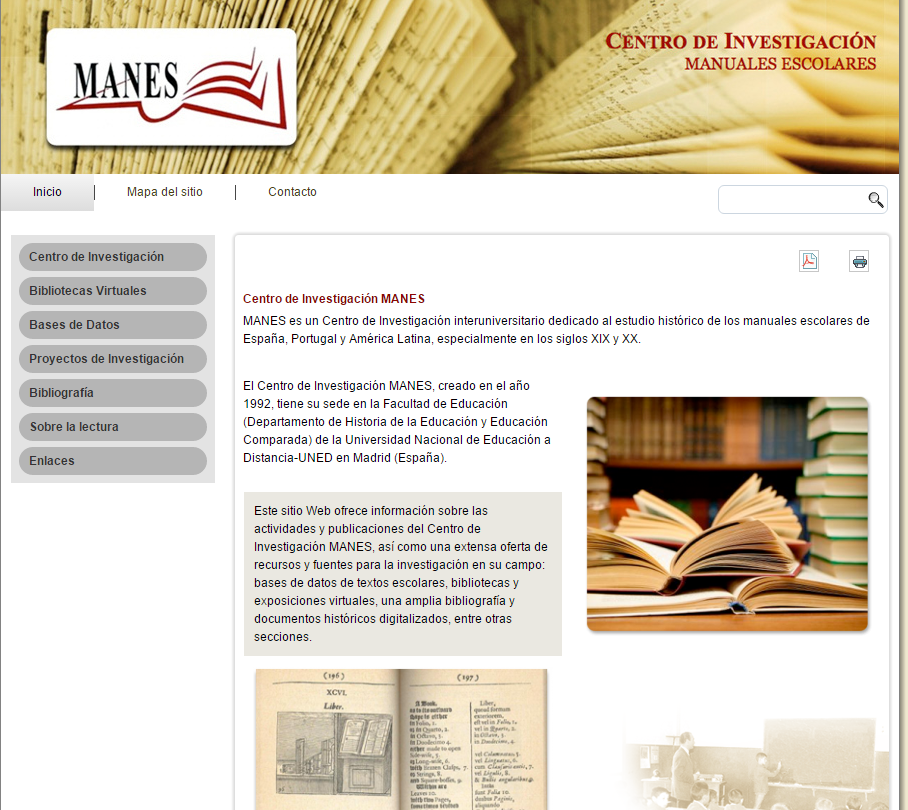 MANES
CENTRO DE INVESTIGACIÓN
MANUALES ESCOLARES
Inicio
Mapa del sitio
Contacto
Centro de Investigación
Bibliotecas Virtuales
Bases de Datos
Proyectos de Investigación
Bibliografía
Sobre la lectura
Enlaces
Centro de Investigación MANES
MANES es un Centro de Investigación interuniversitario dedicado al estudio histórico de los manuales escolares de
España, Portugal y América Latina, especialmente en los siglos XIX y XX.
El Centro de Investigación MANES, creado en el año
1992, tiene su sede en la Facultad de Educación
(Departamento de Historia de la Educación y Educación
Comparada) de la Universidad Nacional de Educación a
Distancia-UNED en Madrid (España).
Este sitio Web ofrece información sobre las
actividades y publicaciones del Centro de
Investigación MANES, así como una extensa oferta de
recursos y fuentes para la investigación en su campo:
bases de datos de textos escolares, bibliotecas y
exposiciones virtuales, una amplia bibliografía y
documentos históricos digitalizados, entre otras
secciones.
(196)
XCVI.
Liber.
(197)
A Book,
Liber,